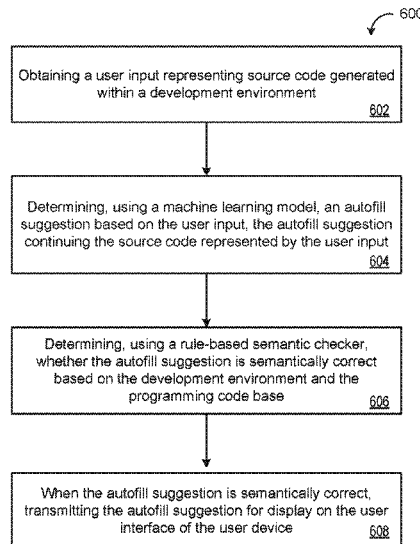 600
Obtaining a user input representing source code generated
within a development environment
602
Determining, using a machine learning model, an autofill
suggestion based on the user input, the autofill suggestion
continuing the source code represented by the user input
604
Determining, using a rule-based semantic checker,
whether the autofill suggestion is semantically correct
based on the development environment and the
programming code base
606
When the autofill suggestion is semantically correct,
transmitting the autofill suggestion for display on the user
interface of the user device
608